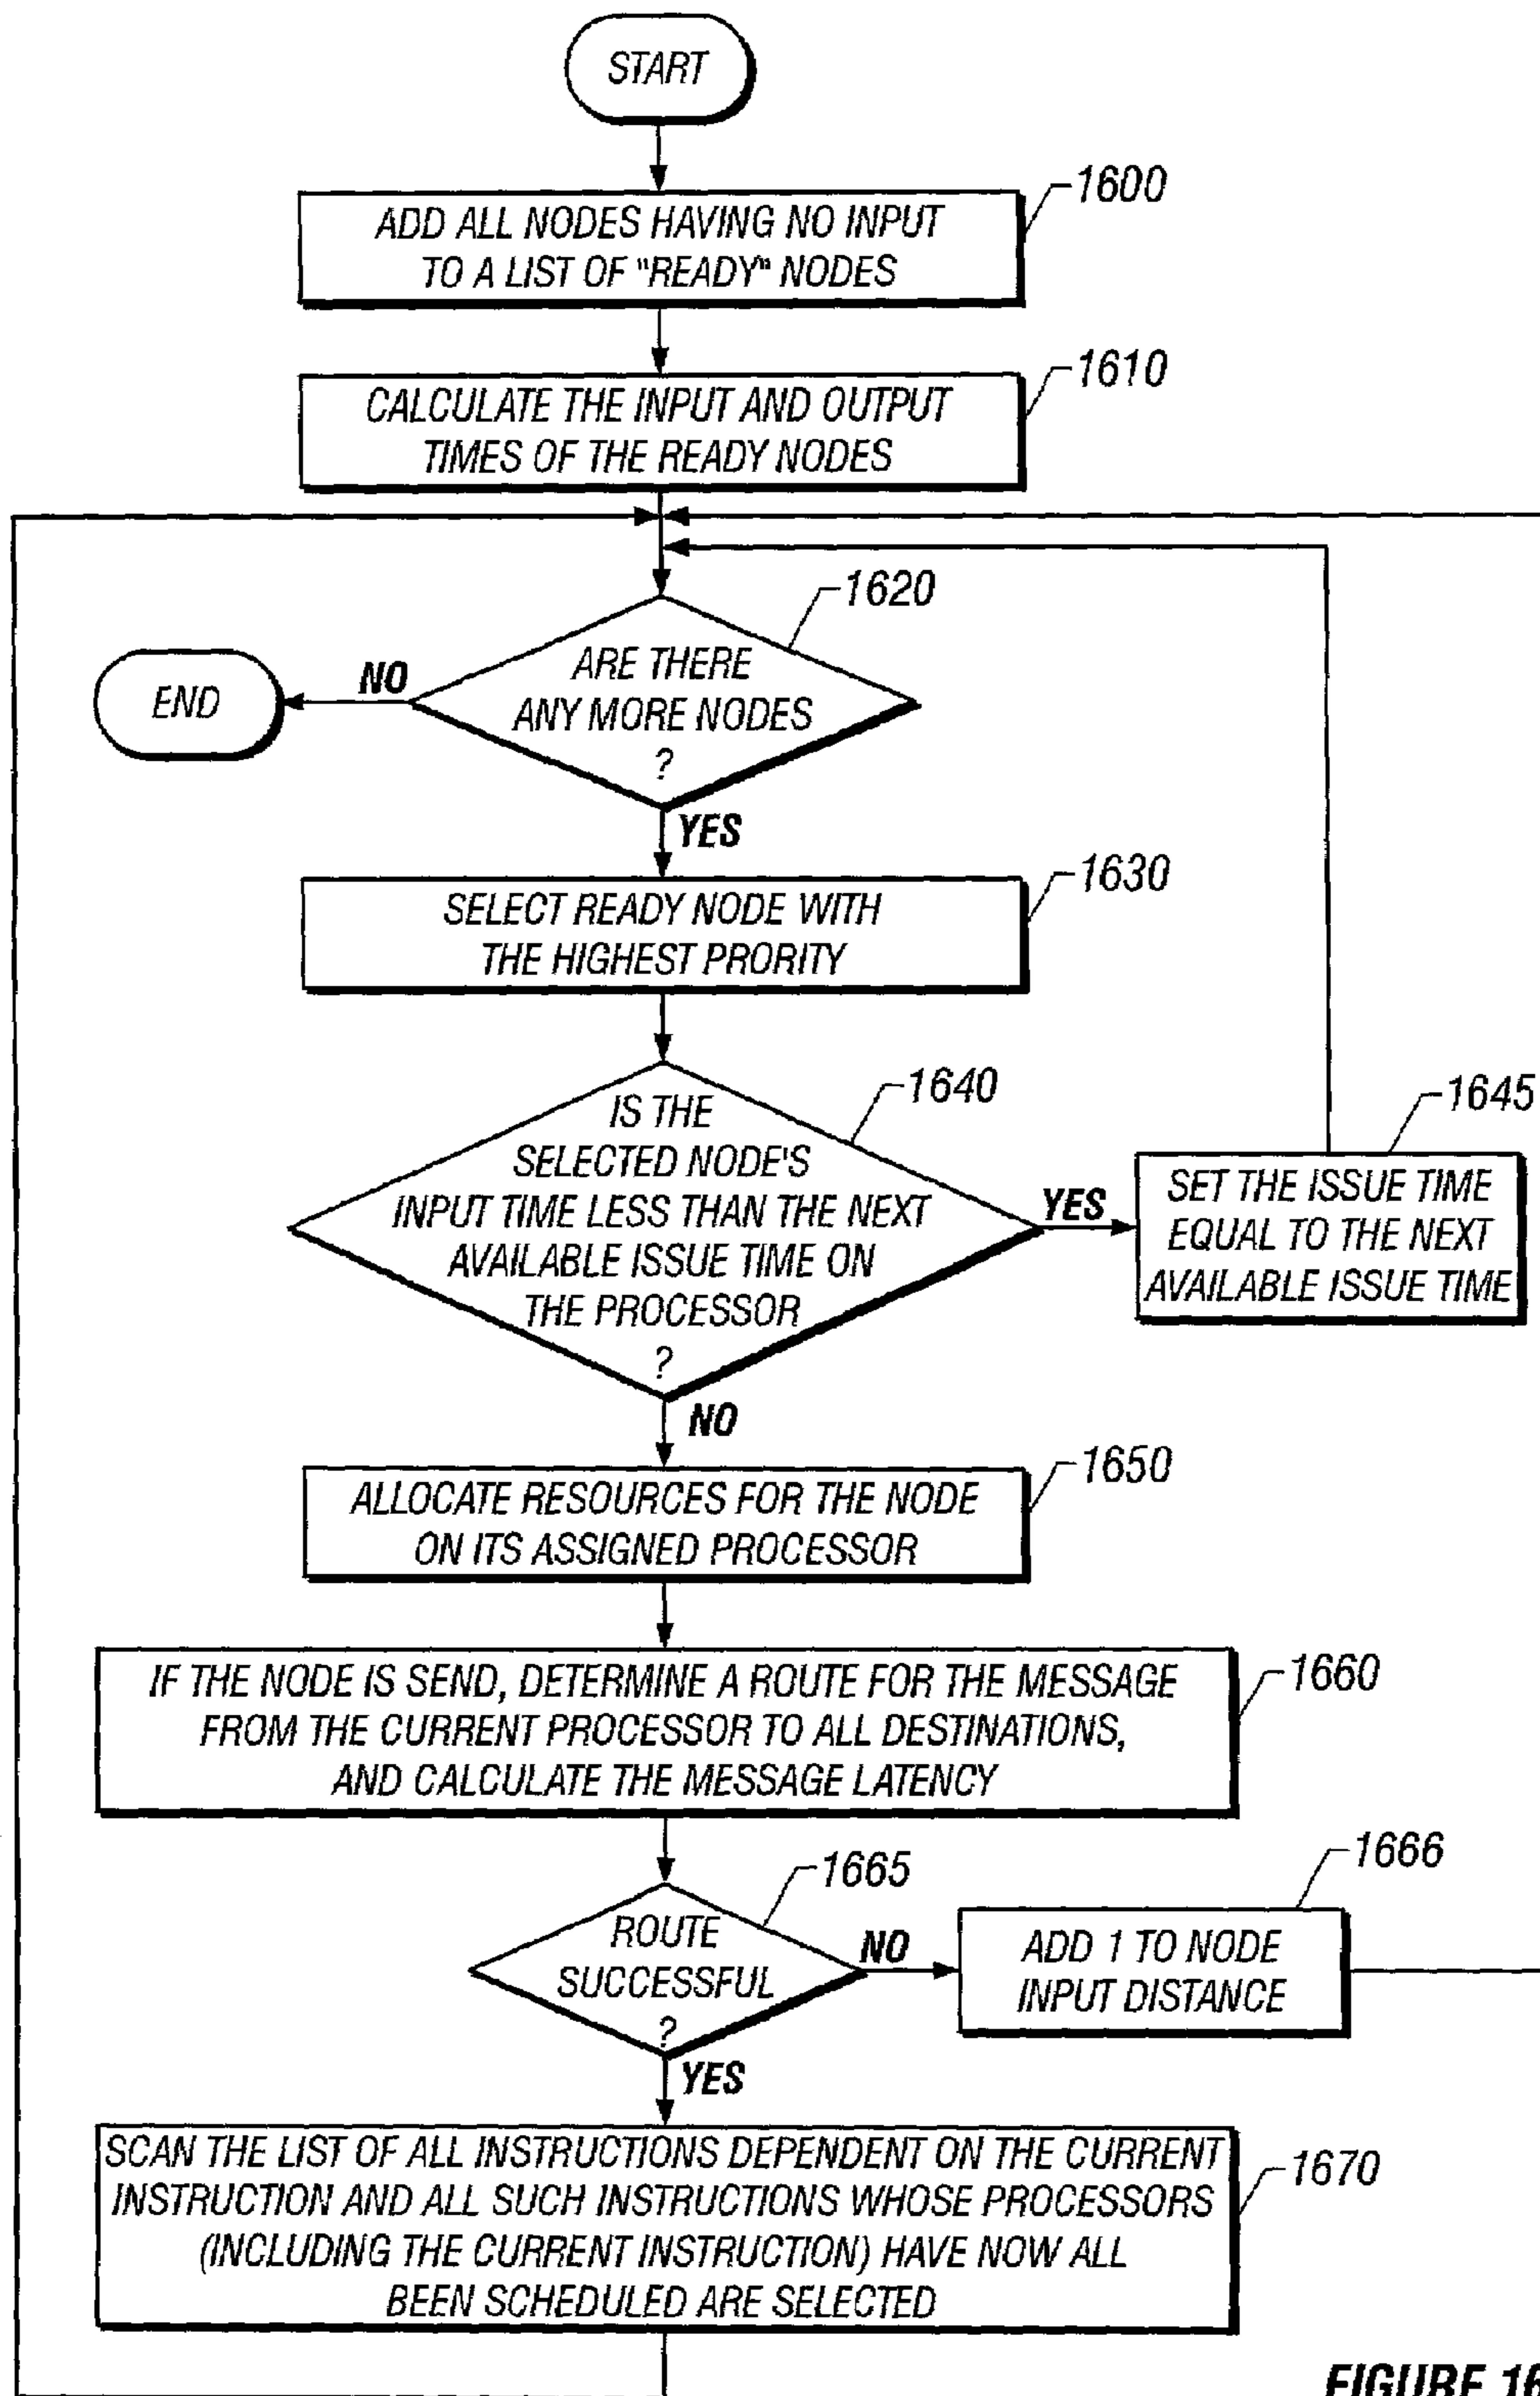 START
1600
ADD ALL NODES HAVING NO INPUT
TO A LIST OF "READY" NODES
1610
CALCULATE THE INPUT AND OUTPUT
TIMES OF THE READY NODES
1620
ARE THERE
ANY MORE NODES
?
NO
END
YES
1630
SELECT READY NODE WITH
THE HIGHEST PRORITY
1640
IS THE
SELECTED NODE'S
INPUT TIME LESS THAN THE NEXT
AVAILABLE ISSUE TIME ON
THE PROCESSOR
?
YES
1645
SET THE ISSUE TIME
EQUAL TO THE NEXT
AVAILABLE ISSUE TIME
NO
1650
ALLOCATE RESOURCES FOR THE NODE
ON ITS ASSIGNED PROCESSOR
1660
IF THE NODE IS SEND, DETERMINE A ROUTE FOR THE MESSAGE
FROM THE CURRENT PROCESSOR TO ALL DESTINATIONS,
AND CALCULATE THE MESSAGE LATENCY
1665
ROUTE
SUCCESSFUL
?
NO
1666
ADD 1 TO NODE
INPUT DISTANCE
YES
1670
SCAN THE LIST OF ALL INSTRUCTIONS DEPENDENT ON THE CURRENT
INSTRUCTION AND ALL SUCH INSTRUCTIONS WHOSE PROCESSORS
(INCLUDING THE CURRENT INSTRUCTION) HAVE NOW ALL
BEEN SCHEDULED ARE SELECTED
FIGURE 16